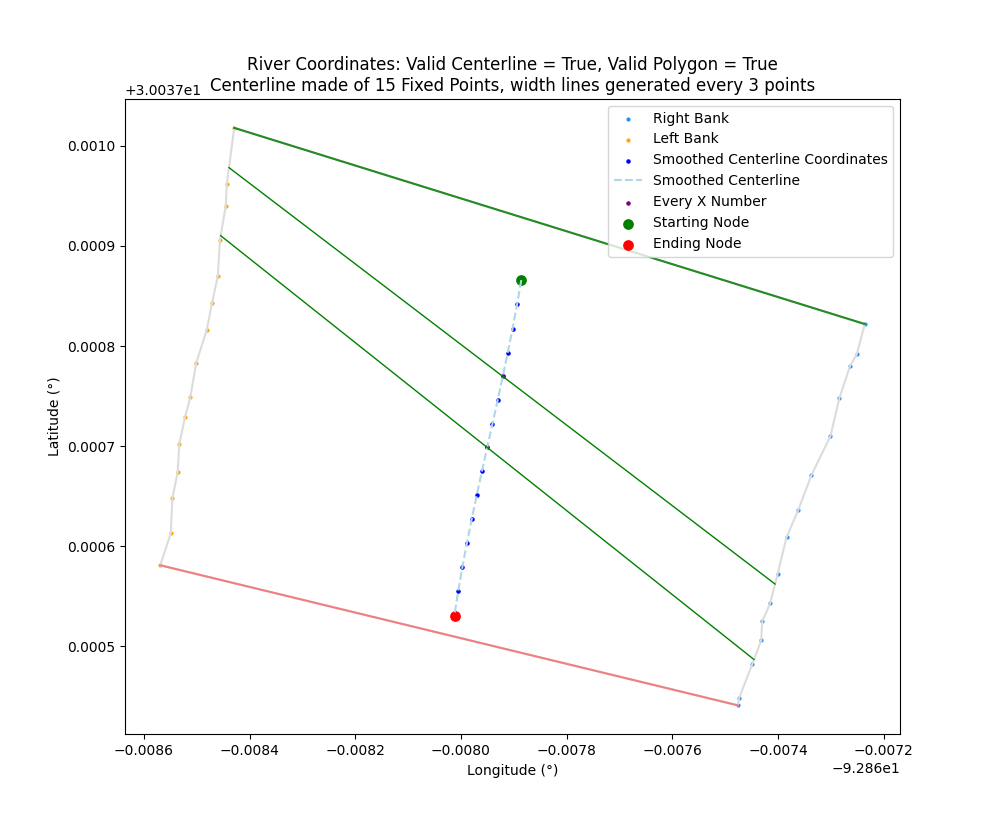 River Coordinates: Valid Centerline = True, Valid Polygon = True
Centerline made of 15 Fixed Points, width lines generated every 3 points
+3.0037e1
Right Bank
Left Bank
Smoothed Centerline Coordinates
Smoothed Centerline
Every X Number
Starting Node
Ending Node
0.0010
0.0009
0.0008
0.0007
0.0006
0.0005
Latitude (°)
−0.0086
−0.0084
−0.0082
−0.0080
−0.0078
−0.0076
−0.0074
−0.0072
Longitude (°)
−9.286e1